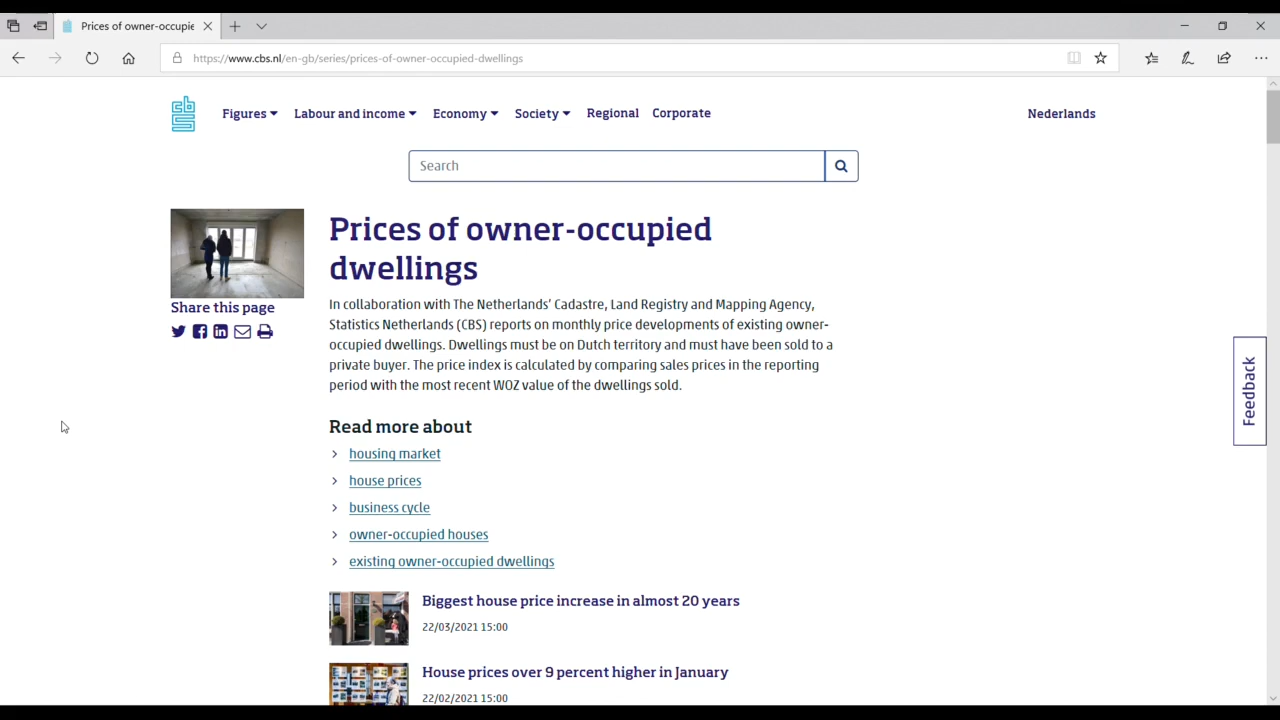 Prices of owner-occupie
https://www.cbs.nl/en-gb/series/prices-of-owner-occupied-dwellings
cbs
Figures
Labour and income
Economy
Society
Regional
Corporate
Nederlands
Search
Prices of owner-occupied
dwellings
Share this page
In collaboration with The Netherlands' Cadastre, Land Registry and Mapping Agency,
Statistics Netherlands (CBS) reports on monthly price developments of existing owner-
occupied dwellings. Dwellings must be on Dutch territory and must have been sold to a
private buyer. The price index is calculated by comparing sales prices in the reporting
period with the most recent WOZ value of the dwellings sold.
Feedback
Read more about
housing market
house prices
business cycle
owner-occupied houses
existing owner-occupied dwellings
Biggest house price increase in almost 20 years
22/03/2021 15:00
House prices over 9 percent higher in January
22/02/2021 15:00